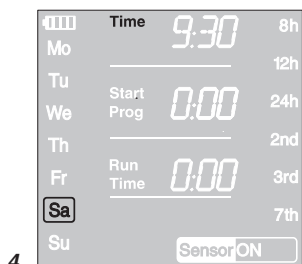 Time 9:30 8h
Mo
12h
Tu
Start Prog 0:00 24h
We
Th 2nd
Run Time 0:00 3rd
Fr
Sa 7th
Su
Sensor ON
4